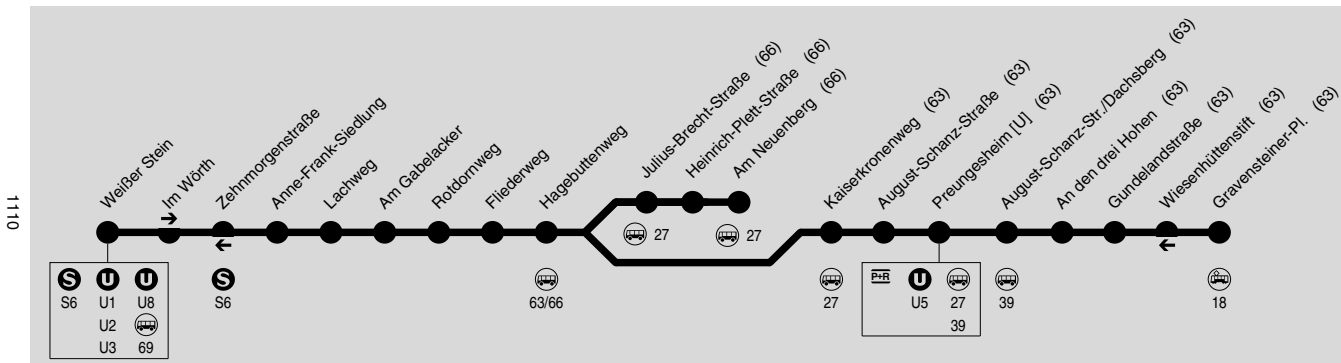 1110
Weißer Stein
Im Wörth
Zehnmorgenstraße
Anne-Frank-Siedlung
Lachweg
Am Gabelacker
Rotdornweg
Fliederweg
Hagebuttenweg
Julius-Brecht-Straße (66)
Heinrich-Plett-Straße (66)
Am Neuenberg (66)
Kaiserkronenweg (63)
August-Schanz-Straße (63)
Preungesheim [U] (63)
August-Schanz-Str./Dachsberg (63)
An den drei Hohen (63)
Gundelandstraße (63)
Wiesenhüttenstift (63)
Gravensteiner-Pl. (63)
27
27
S U U
S6 U1 U8
U2
U3 69
S
S6
63/66
27
P+R U
U5 27
39
39
18